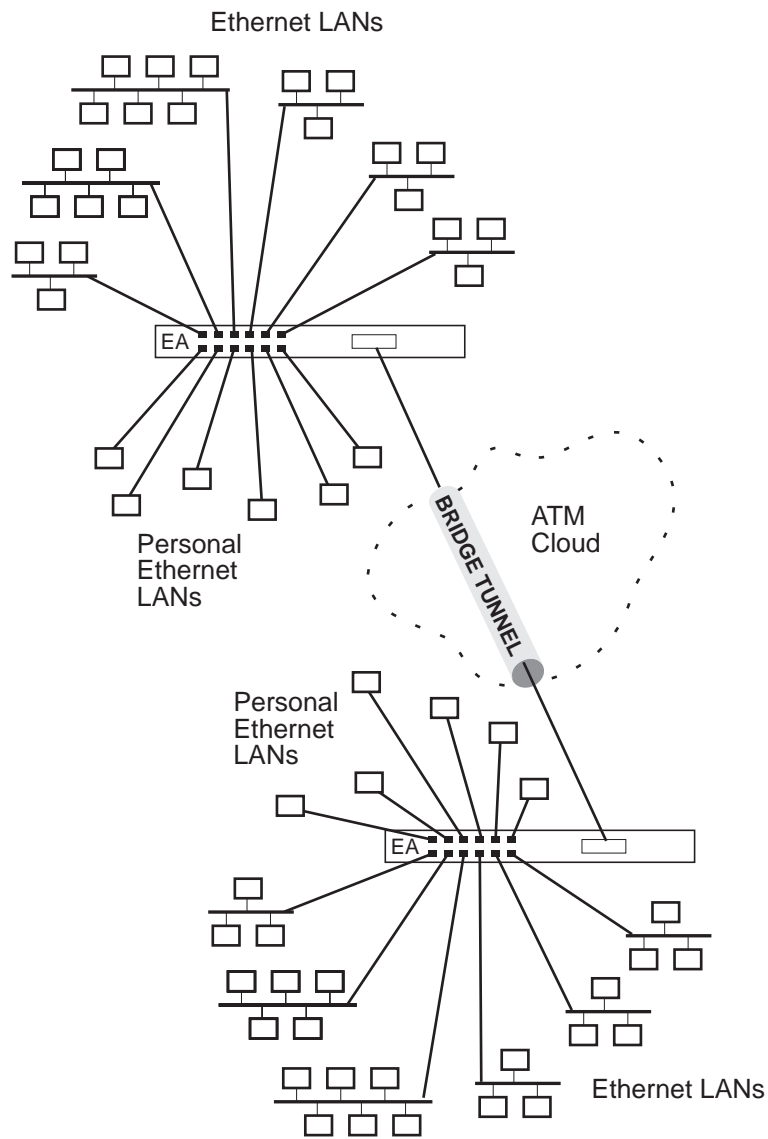 Ethernet LANs
EA
Personal
Ethernet
LANs
ATM
Cloud
BRIDGE TUNNEL
Personal
Ethernet
LANs
EA
Ethernet LANs